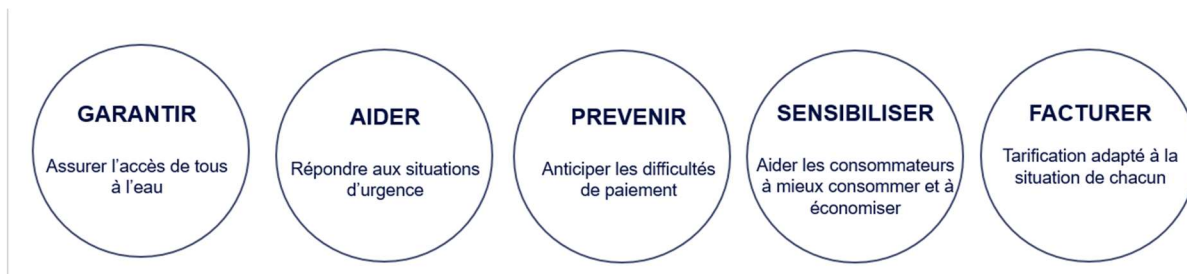 GARANTIR
Assurer l’accès de tous
à l’eau
AIDER
Répondre aux situations
d’urgence
PREVENIR
Anticiper les difficultés
de paiement
SENSIBILISER
Aider les consommateurs
à mieux consommer et à
économiser
FACTURER
Tarification adapté à la
situation de chacun